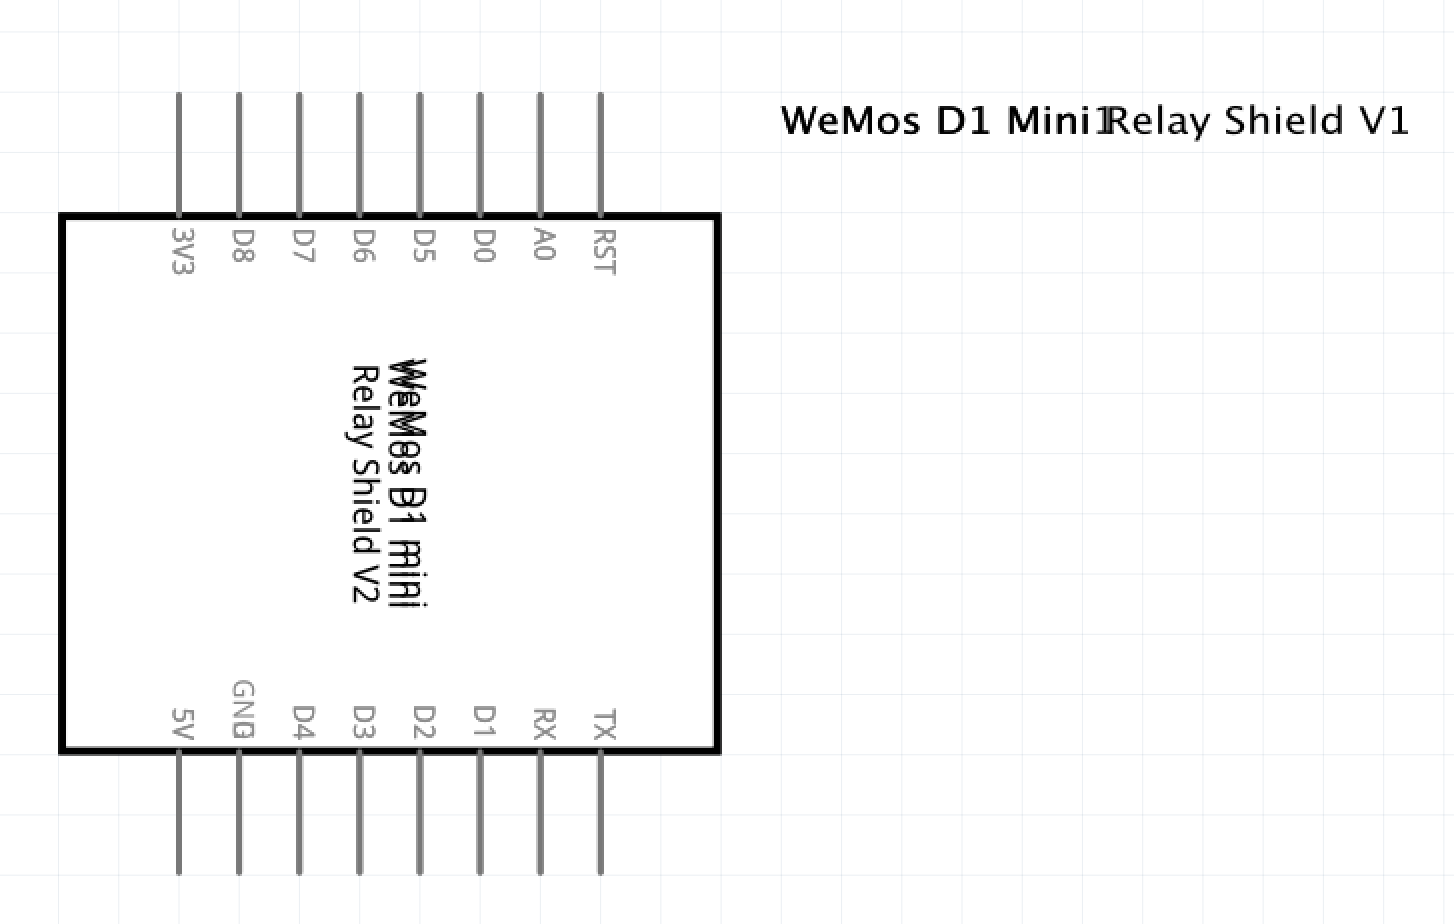 WeMos D1 Mini1Relay Shield V1
3V3
D8
D7
D6
D5
D0
A0
RST
WeMos D1 mini
Relay Shield V2
5V
GND
D4
D3
D2
D1
RX
TX